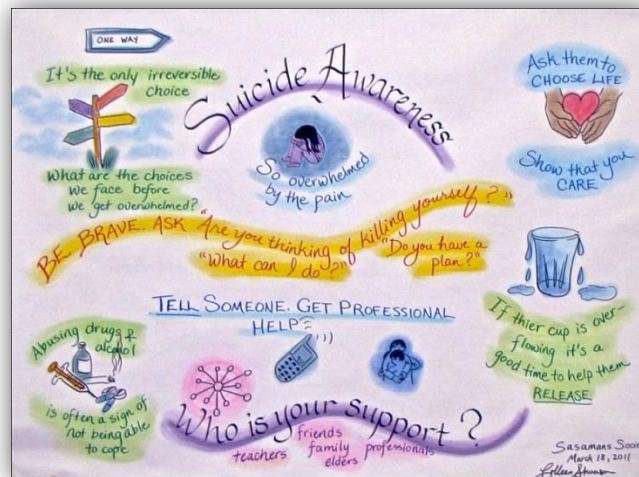 ONE WAY
It's the only irreversible
choice
What are the choices
we face before
we get overwhelmed?
Suicide Awareness
So overwhelmed
by the pain
Ask them to
CHOOSE LIFE
Show that you
CARE
BE BRAVE. ASK "Are you thinking of killing yourself?"
"What can I do?"
"Do you have a
plan?"
TELL SOMEONE. GET PROFESSIONAL
HELP
If thier cup is over-
flowing it's a
good time to help them
RELEASE
Abusing drugs &
alcohol
is often a sign of
not being able
to cope
Who is your support?
friends
teachers family professionals
elders
March 18, 2011